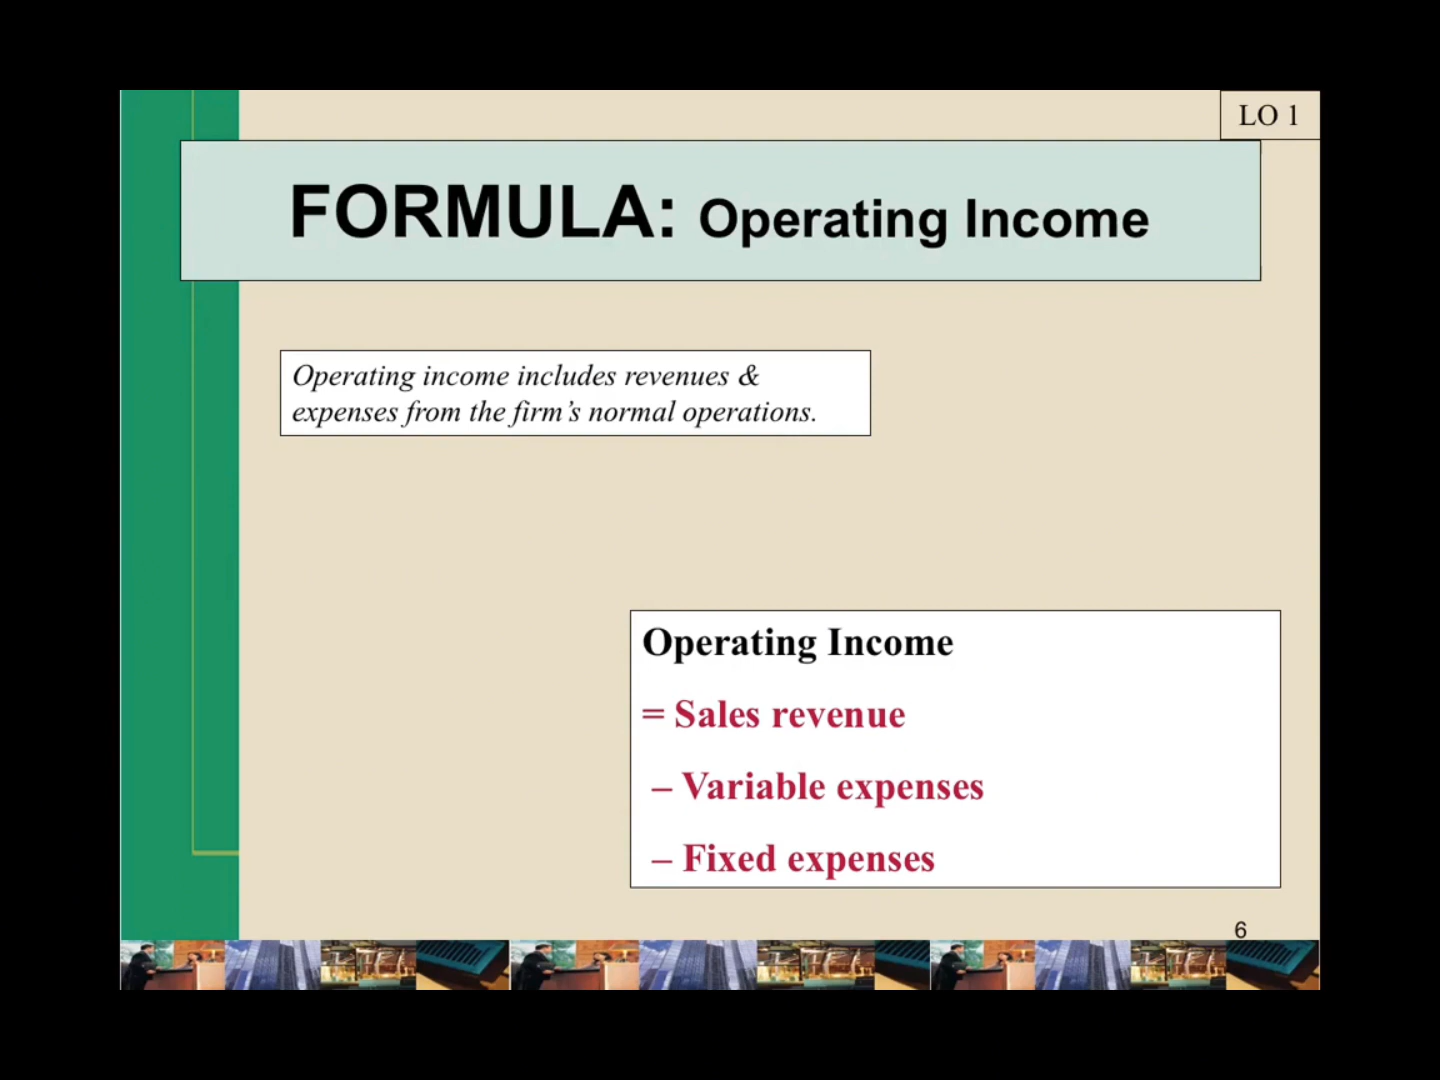 LO 1
FORMULA: Operating Income
Operating income includes revenues &
expenses from the firm’s normal operations.
Operating Income
= Sales revenue
– Variable expenses
– Fixed expenses
6